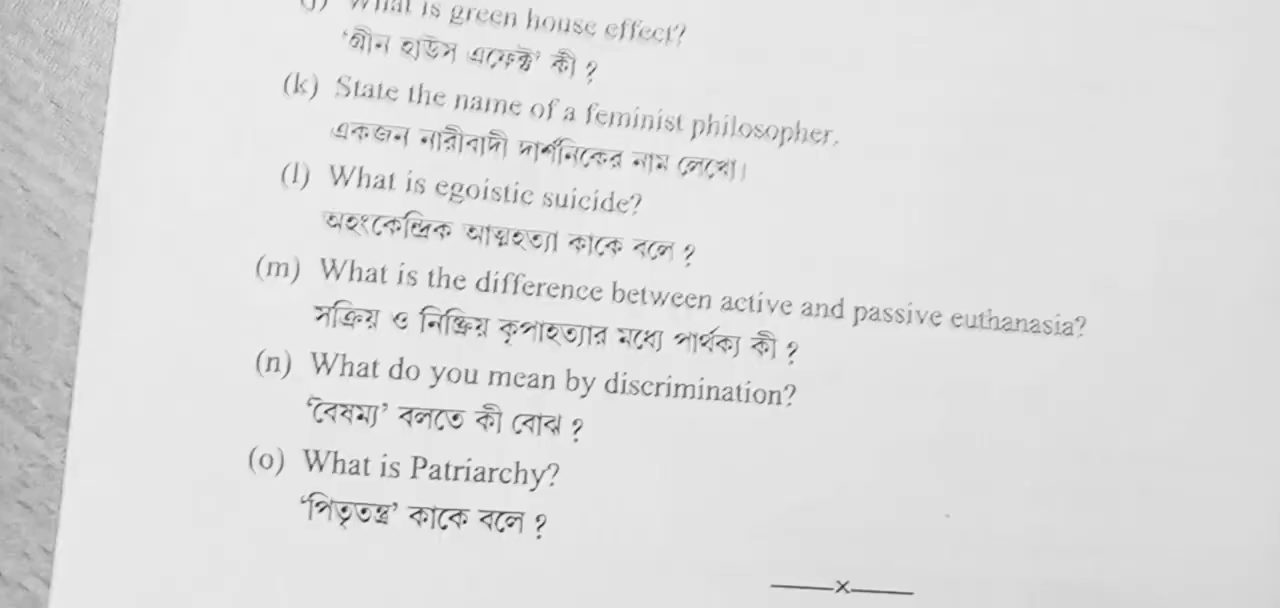 (j) What is green house effect?
‘গ্রীন হাউস এফেক্ট’ কী ?
(k) State the name of a feminist philosopher.
একজন নারীবাদী দার্শনিকের নাম লেখো।
(l) What is egoistic suicide?
অহংকেন্দ্রিক আত্মহত্যা কাকে বলে ?
(m) What is the difference between active and passive euthanasia?
সক্রিয় ও নিষ্ক্রিয় কৃপাহত্যার মধ্যে পার্থক্য কী ?
(n) What do you mean by discrimination?
‘বৈষম্য’ বলতে কী বোঝ ?
(o) What is Patriarchy?
‘পিতৃতন্ত্র’ কাকে বলে ?
———×———